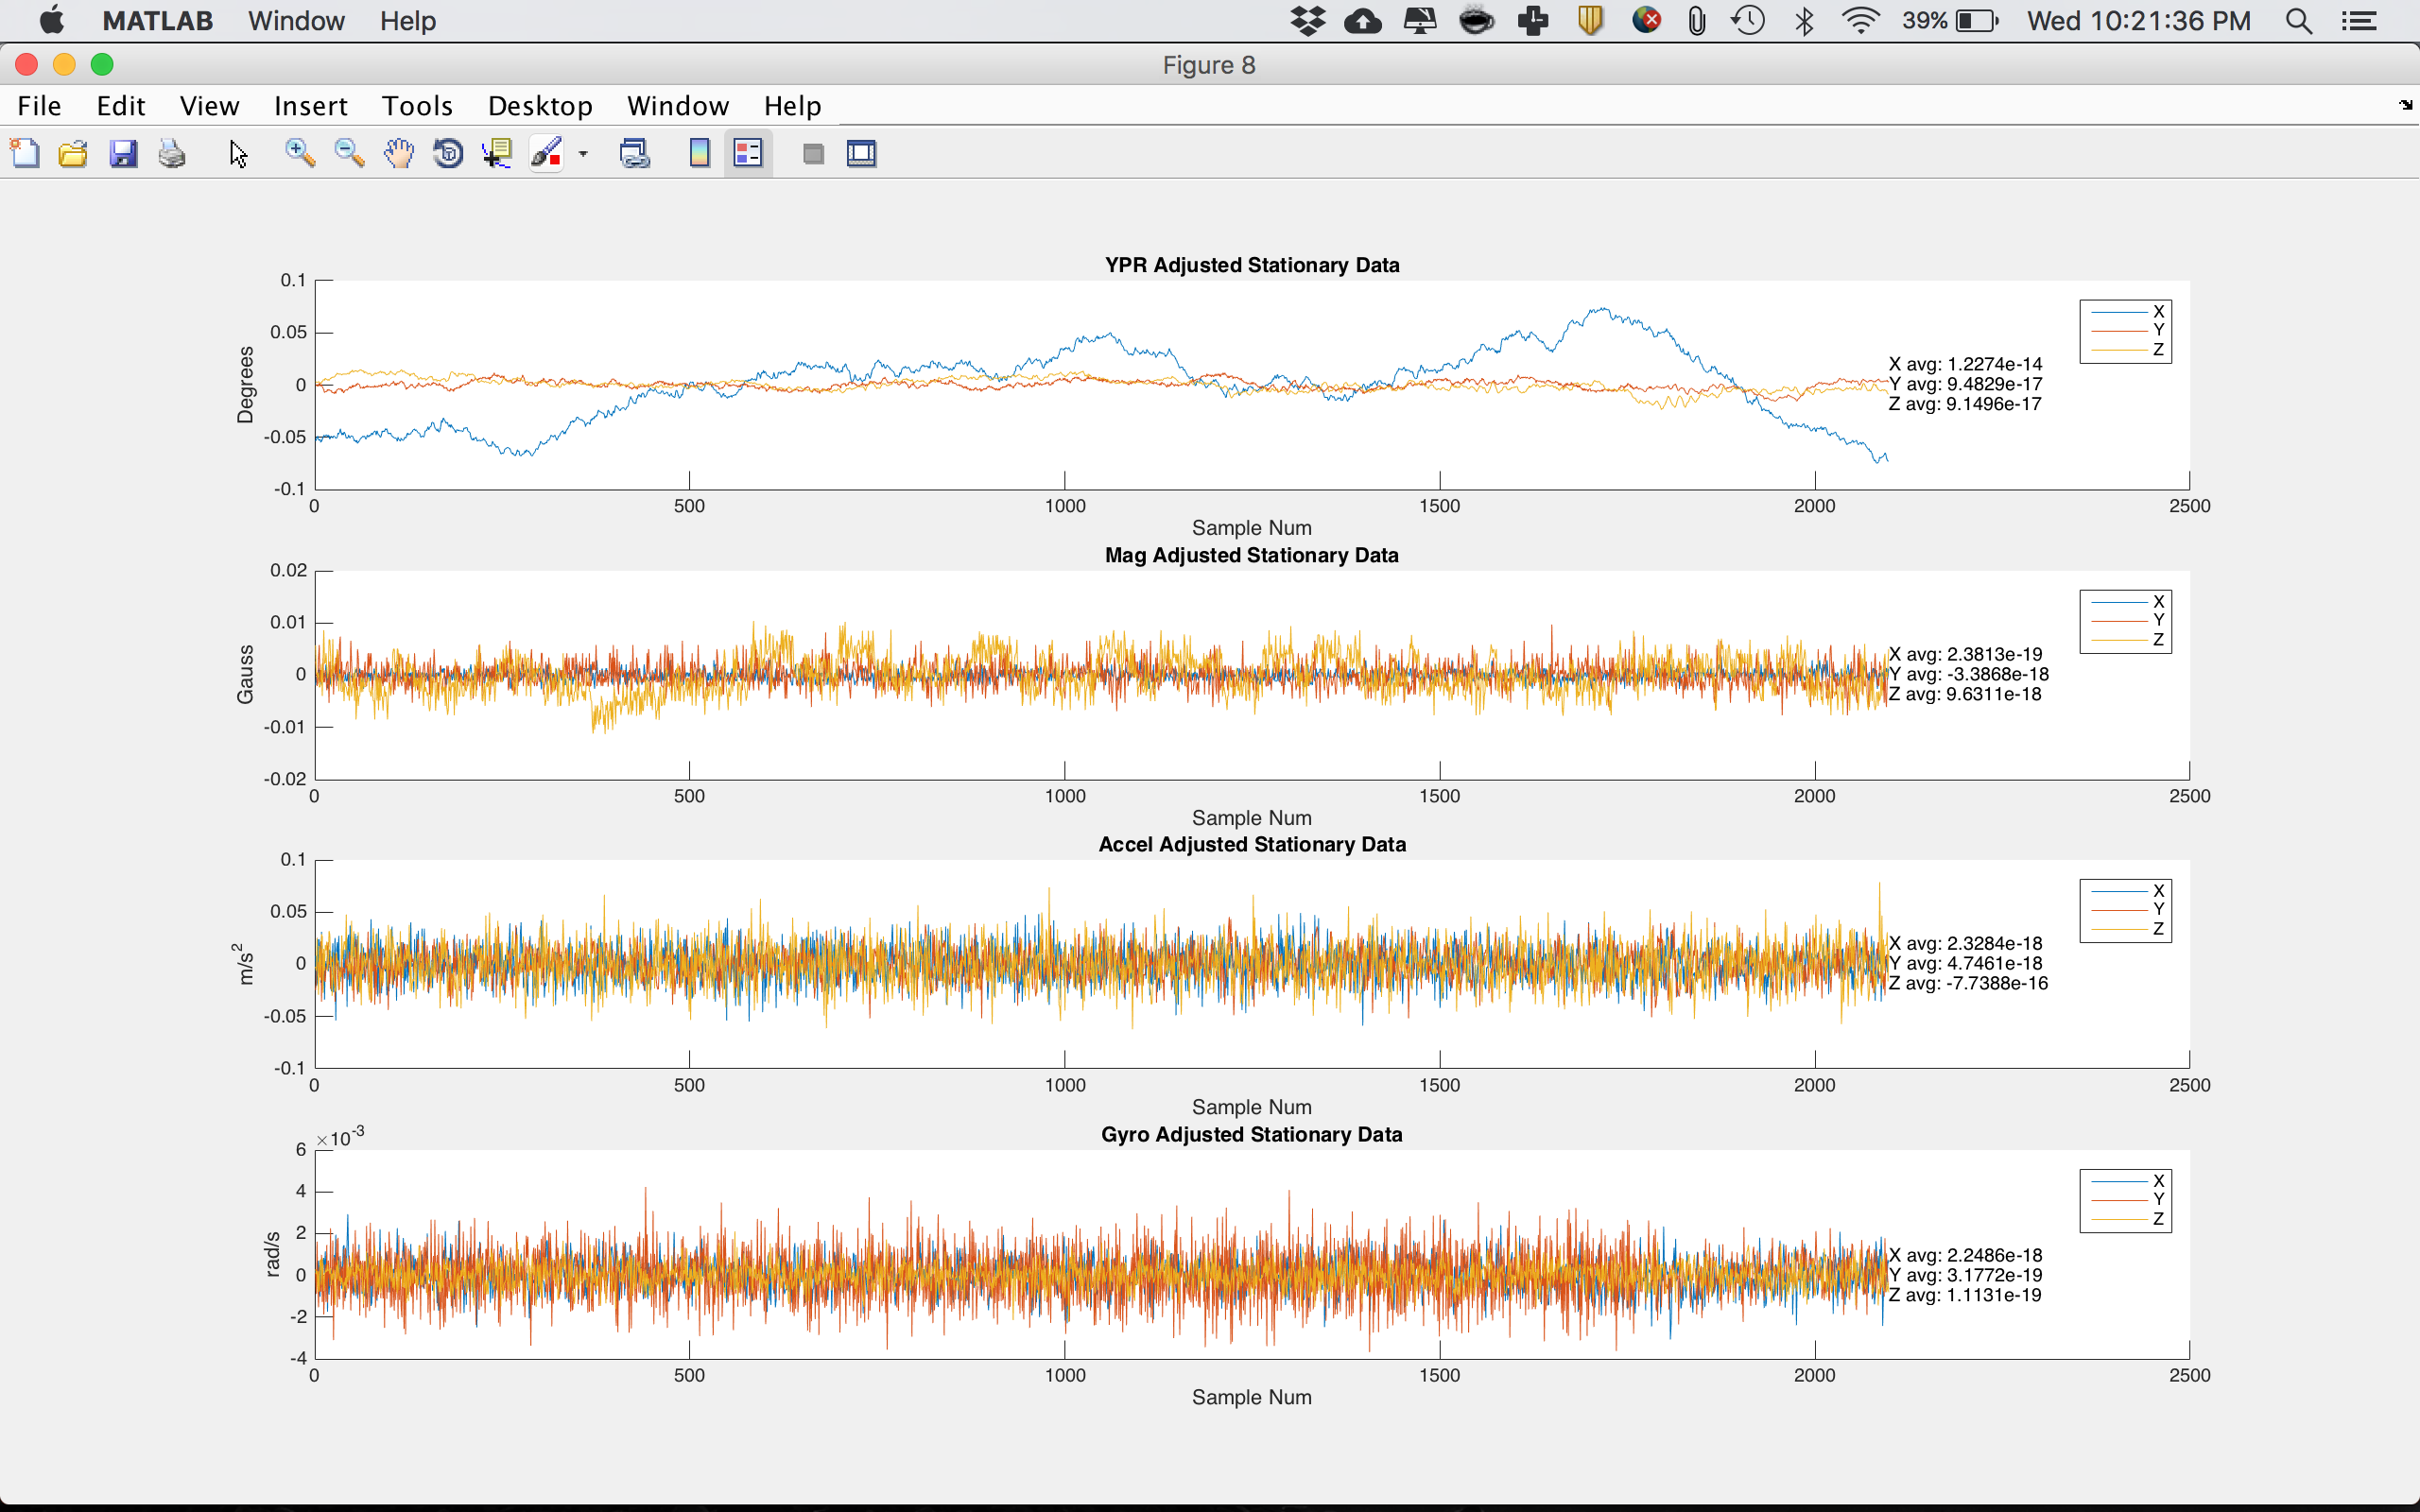 MATLAB Window Help 39% Wed 10:21:36 PM
Figure 8
File Edit View Insert Tools Desktop Window Help
YPR Adjusted Stationary Data
0.1
0.05
0
-0.05
-0.1
Degrees
0 500 1000 1500 2000 2500
Sample Num
X
Y
Z
X avg: 1.2274e-14
Y avg: 9.4829e-17
Z avg: 9.1496e-17
Mag Adjusted Stationary Data
0.02
0.01
0
-0.01
-0.02
Gauss
0 500 1000 1500 2000 2500
Sample Num
X
Y
Z
X avg: 2.3813e-19
Y avg: -3.3868e-18
Z avg: 9.6311e-18
Accel Adjusted Stationary Data
0.1
0.05
0
-0.05
-0.1
m/s²
0 500 1000 1500 2000 2500
Sample Num
X
Y
Z
X avg: 2.3284e-18
Y avg: 4.7461e-18
Z avg: -7.7388e-16
Gyro Adjusted Stationary Data
×10⁻³
6
4
2
0
-2
-4
rad/s
0 500 1000 1500 2000 2500
Sample Num
X
Y
Z
X avg: 2.2486e-18
Y avg: 3.1772e-19
Z avg: 1.1131e-19